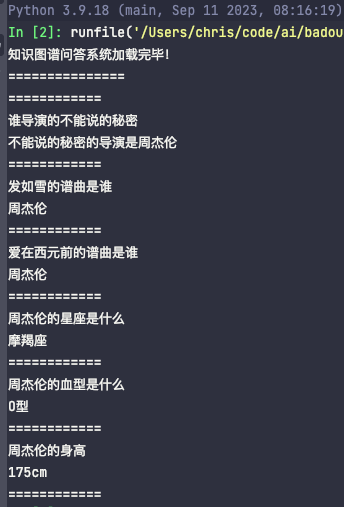 Python 3.9.18 (main, Sep 11 2023, 08:16:19)
In [2]: runfile('/Users/chris/code/ai/badou
知识图谱问答系统加载完毕!
===============
============
谁导演的不能说的秘密
不能说的秘密的导演是周杰伦
============
发如雪的谱曲是谁
周杰伦
============
爱在西元前的谱曲是谁
周杰伦
============
周杰伦的星座是什么
摩羯座
============
周杰伦的血型是什么
O型
============
周杰伦的身高
175cm
============